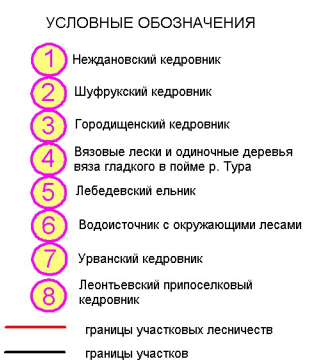 УСЛОВНЫЕ ОБОЗНАЧЕНИЯ
1 Неждановский кедровник
2 Шуфрукский кедровник
3 Городищенский кедровник
4 Вязовые лески и одиночные деревья
вяза гладкого в пойме р. Тура
5 Лебедевский ельник
6 Водоисточник с окружающими лесами
7 Урванский кедровник
8 Леонтьевский припоселковый
кедровник
границы участковых лесничеств
границы участков